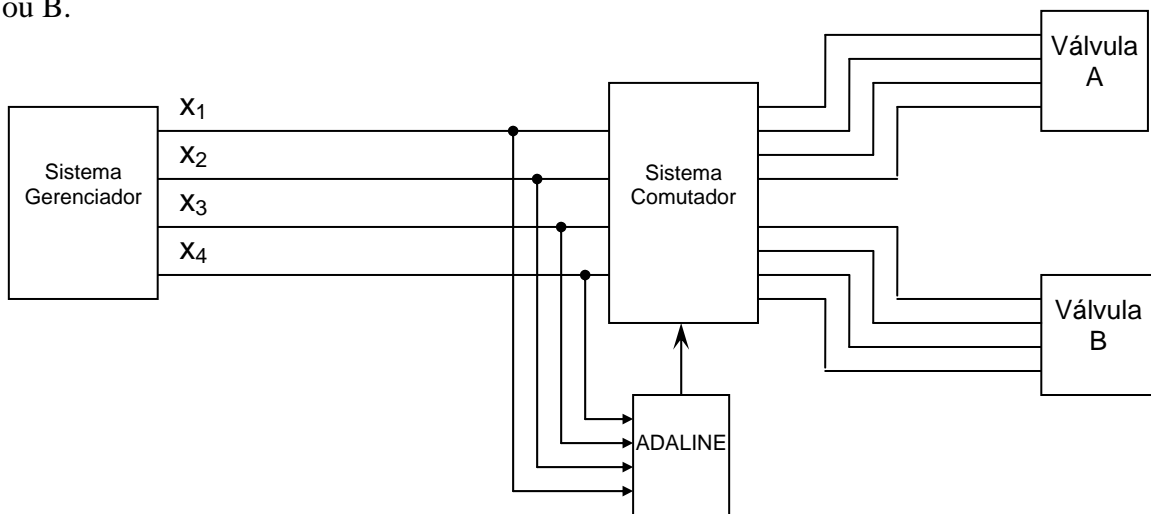 ou B.
Válvula
A
x1
x2
x3
x4
Sistema
Gerenciador
Sistema
Comutador
Válvula
B
ADALINE